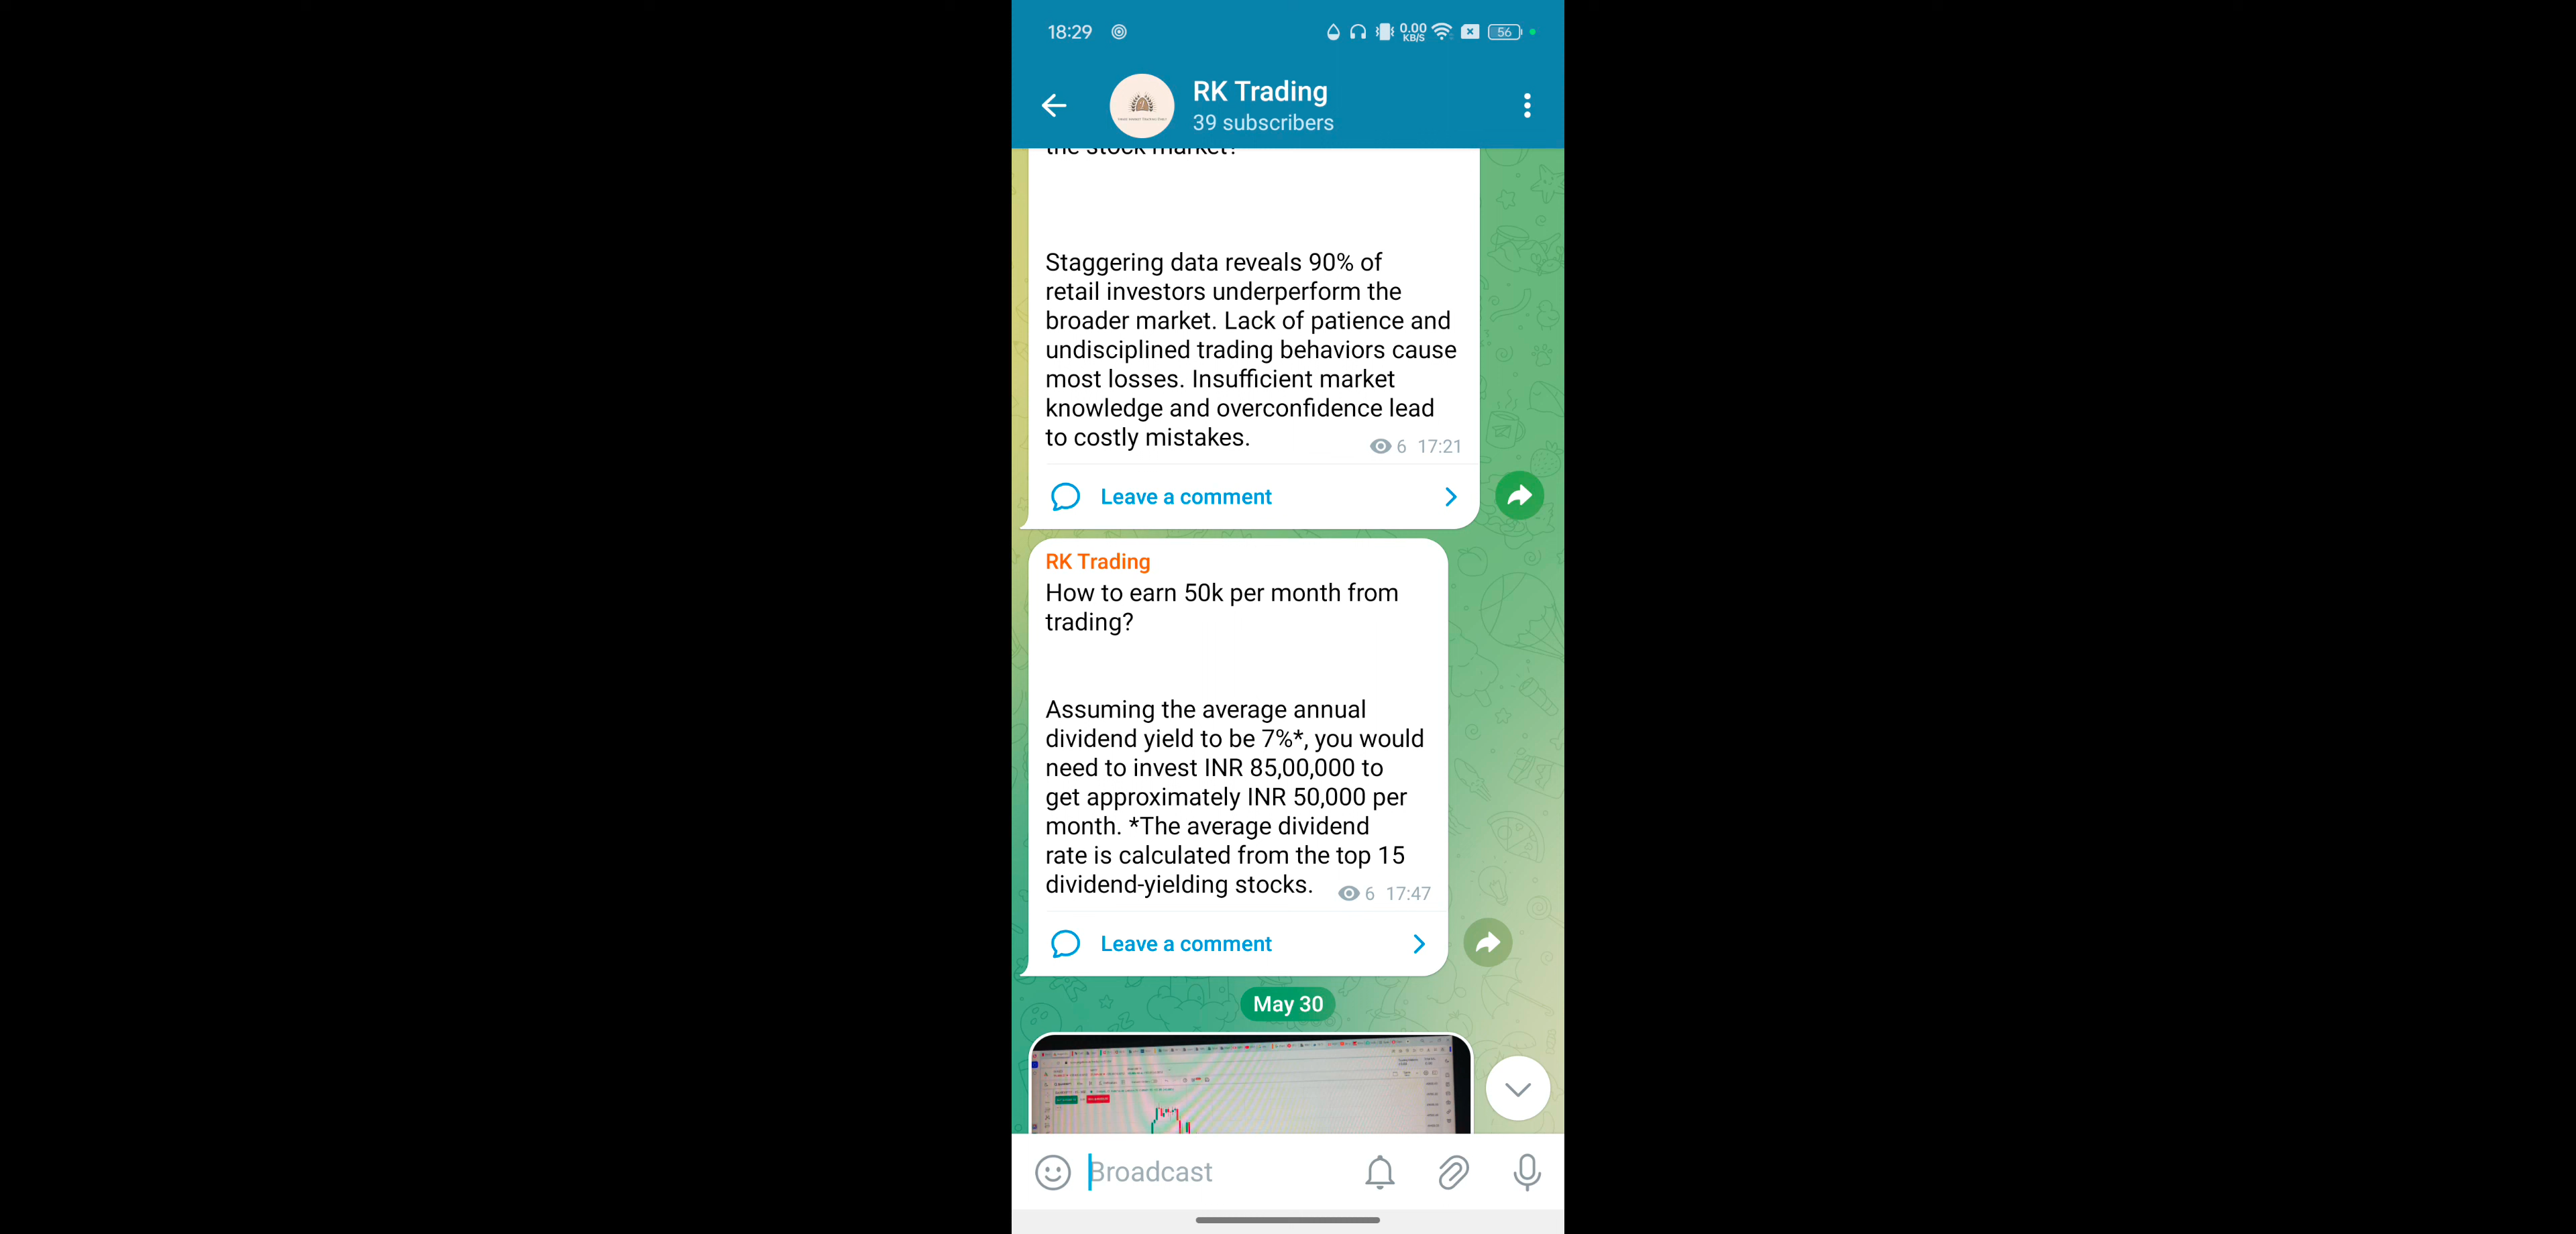 18:29
0.00
KB/S
56
RK Trading
39 subscribers
the stock market?
Staggering data reveals 90% of
retail investors underperform the
broader market. Lack of patience and
undisciplined trading behaviors cause
most losses. Insufficient market
knowledge and overconfidence lead
to costly mistakes.
6 17:21
Leave a comment
RK Trading
How to earn 50k per month from
trading?
Assuming the average annual
dividend yield to be 7%*, you would
need to invest INR 85,00,000 to
get approximately INR 50,000 per
month. *The average dividend
rate is calculated from the top 15
dividend-yielding stocks.
6 17:47
Leave a comment
May 30
Broadcast